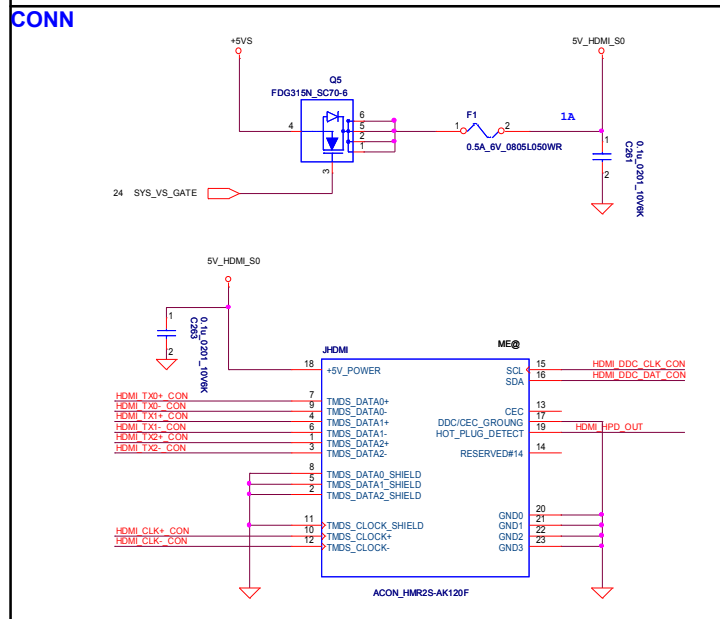 CONN
+5VS
5V_HDMI_S0
Q5
FDG315N_SC70-6
4
6
5
2
1
3
F1
1
2
0.5A_6V_0805L050WR
1A
1
2
0.1u_0201_10V6K
C261
24 SYS_VS_GATE
5V_HDMI_S0
1
2
0.1u_0201_10V6K
C263
JHDMI
ME@
18 +5V_POWER
HDMI_TX0+_CON 7 TMDS_DATA0+
HDMI_TX0-_CON 9 TMDS_DATA0-
HDMI_TX1+_CON 4 TMDS_DATA1+
HDMI_TX1-_CON 6 TMDS_DATA1-
HDMI_TX2+_CON 1 TMDS_DATA2+
HDMI_TX2-_CON 3 TMDS_DATA2-
8 TMDS_DATA0_SHIELD
5 TMDS_DATA1_SHIELD
2 TMDS_DATA2_SHIELD
11 TMDS_CLOCK_SHIELD
HDMI_CLK+_CON 10 TMDS_CLOCK+
HDMI_CLK-_CON 12 TMDS_CLOCK-
SCL 15 HDMI_DDC_CLK_CON
SDA 16 HDMI_DDC_DAT_CON
CEC 13
DDC/CEC_GROUNG 17
HOT_PLUG_DETECT 19 HDMI_HPD_OUT
RESERVED#14 14
GND0 20
GND1 21
GND2 22
GND3 23
ACON_HMR2S-AK120F